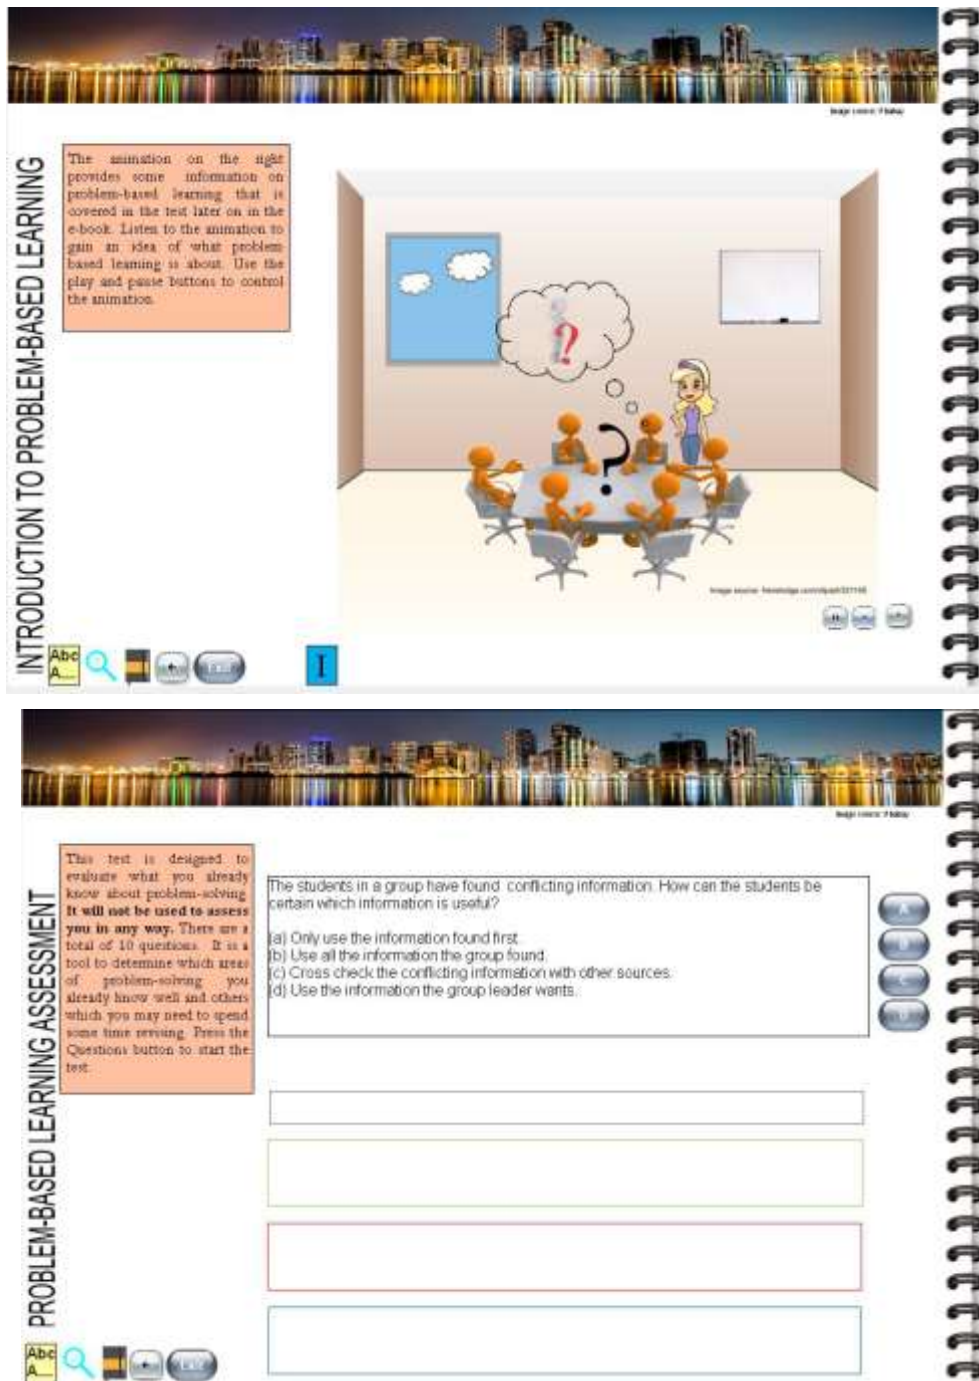 INTRODUCTION TO PROBLEM-BASED LEARNING
The animation on the right
provides some information on
problem-based learning that is
covered in the test later on in the
e-book. Listen to the animation to
gain an idea of what problem
based learning is about. Use the
play and pause buttons to control
the animation.
?
?
Abc
A
Exit
I
PROBLEM-BASED LEARNING ASSESSMENT
This test is designed to
evaluate what you already
know about problem-solving.
It will not be used to assess
you in any way. There are a
total of 10 questions. It is a
tool to determine which areas
of problem-solving you
already know well and others
which you may need to spend
some time revising. Press the
Questions button to start the
test.
The students in a group have found conflicting information. How can the students be
certain which information is useful?
(a) Only use the information found first.
(b) Use all the information the group found.
(c) Cross check the conflicting information with other sources.
(d) Use the information the group leader wants.
A
B
C
D
Abc
A
Exit